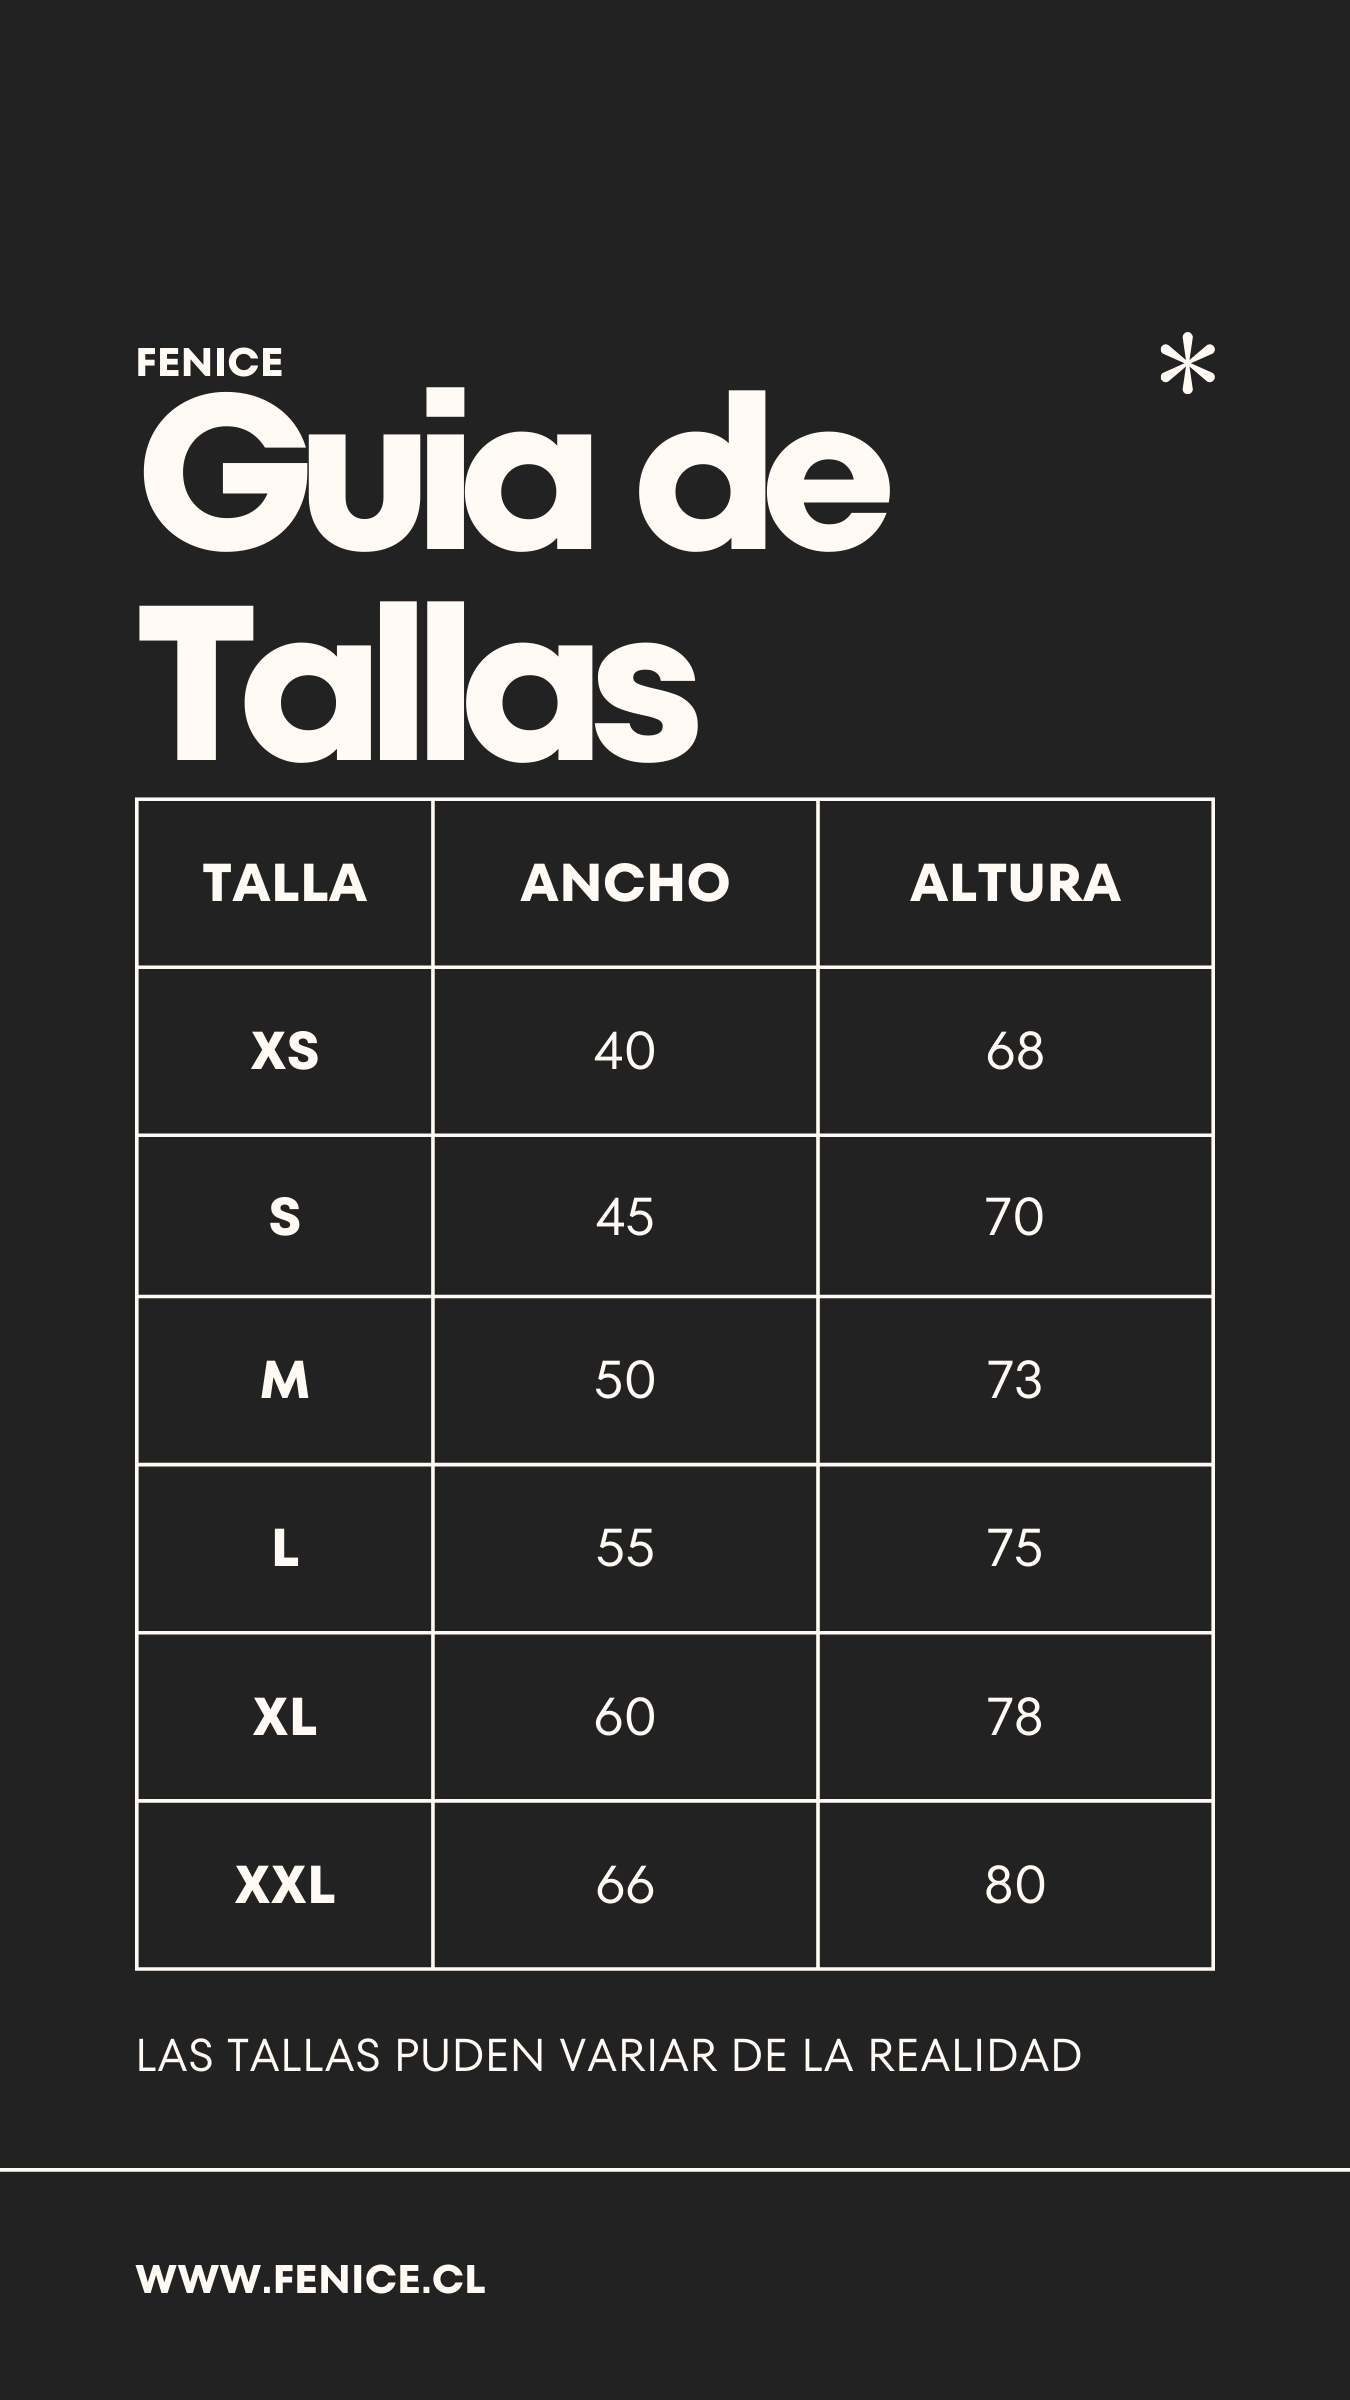 FENICE
*
Guia de
Tallas
TALLA ANCHO ALTURA
XS 40 68
S 45 70
M 50 73
L 55 75
XL 60 78
XXL 66 80
LAS TALLAS PUDEN VARIAR DE LA REALIDAD
WWW.FENICE.CL